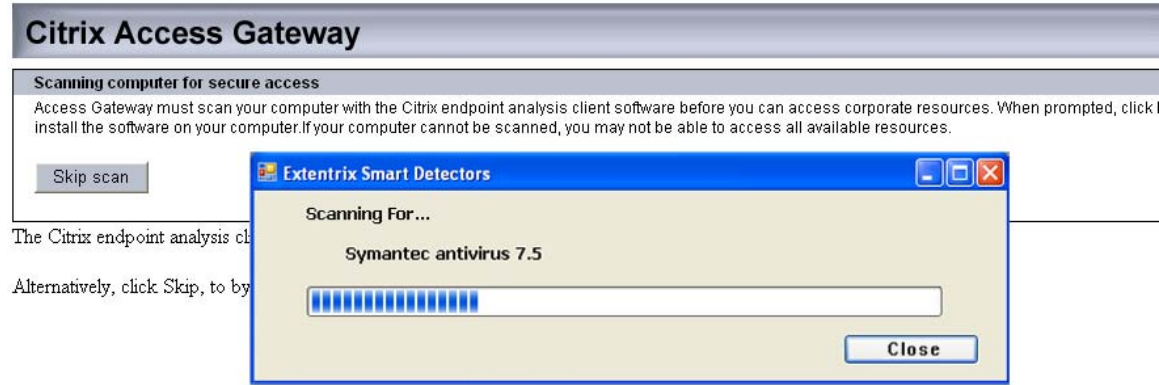 Citrix Access Gateway
Scanning computer for secure access
Access Gateway must scan your computer with the Citrix endpoint analysis client software before you can access corporate resources. When prompted, click
install the software on your computer.If your computer cannot be scanned, you may not be able to access all available resources.
Skip scan
The Citrix endpoint analysis
Alternatively, click Skip, to by
Extentrix Smart Detectors
Scanning For...
Symantec antivirus 7.5
Close